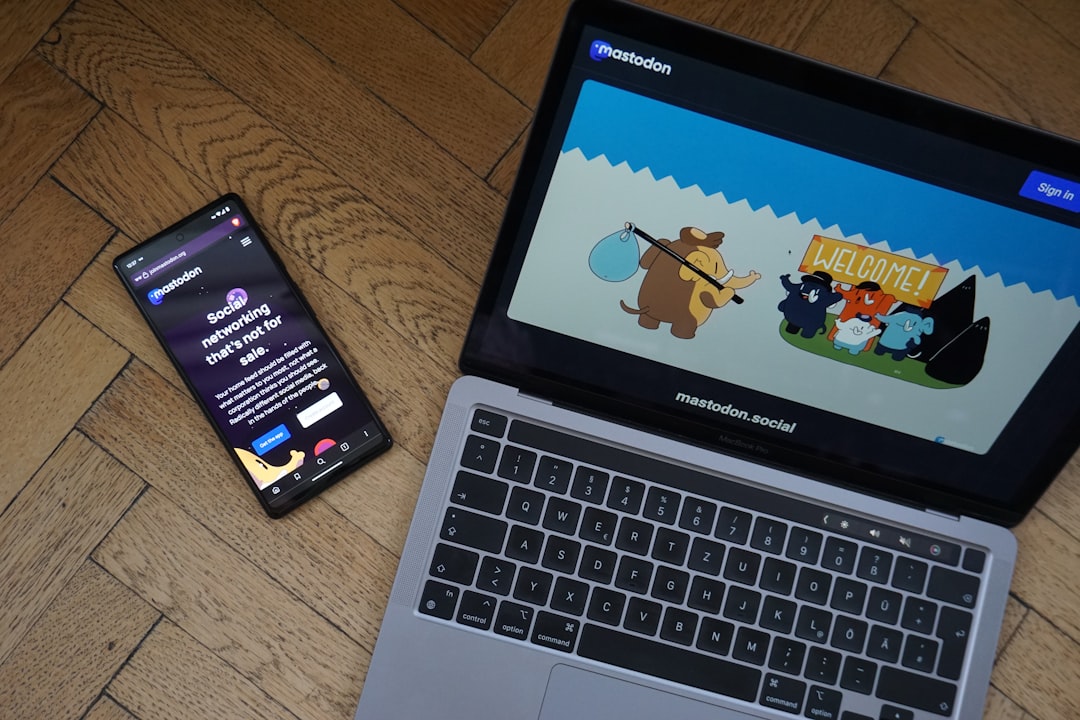 joinmastodon.org
mastodon
Social
networking
that's not for
sale.
Your home feed should be filled with
what matters to you most, not what a
corporation thinks you should see.
Radically different social media, back
in the hands of the people.
Get the app
mastodon
Sign in
WELCOME!
mastodon.social
MacBook Pro
esc
^ ! 1 " 2 § 3 $ 4 % 5 & 6 / 7 ( 8 ) 9 = 0 ? ß
Q W E € R T Z U I O P Ü
A S D F G H J K L Ö Ä
> < Y X C V B N M ; , : .
fn control option command command option